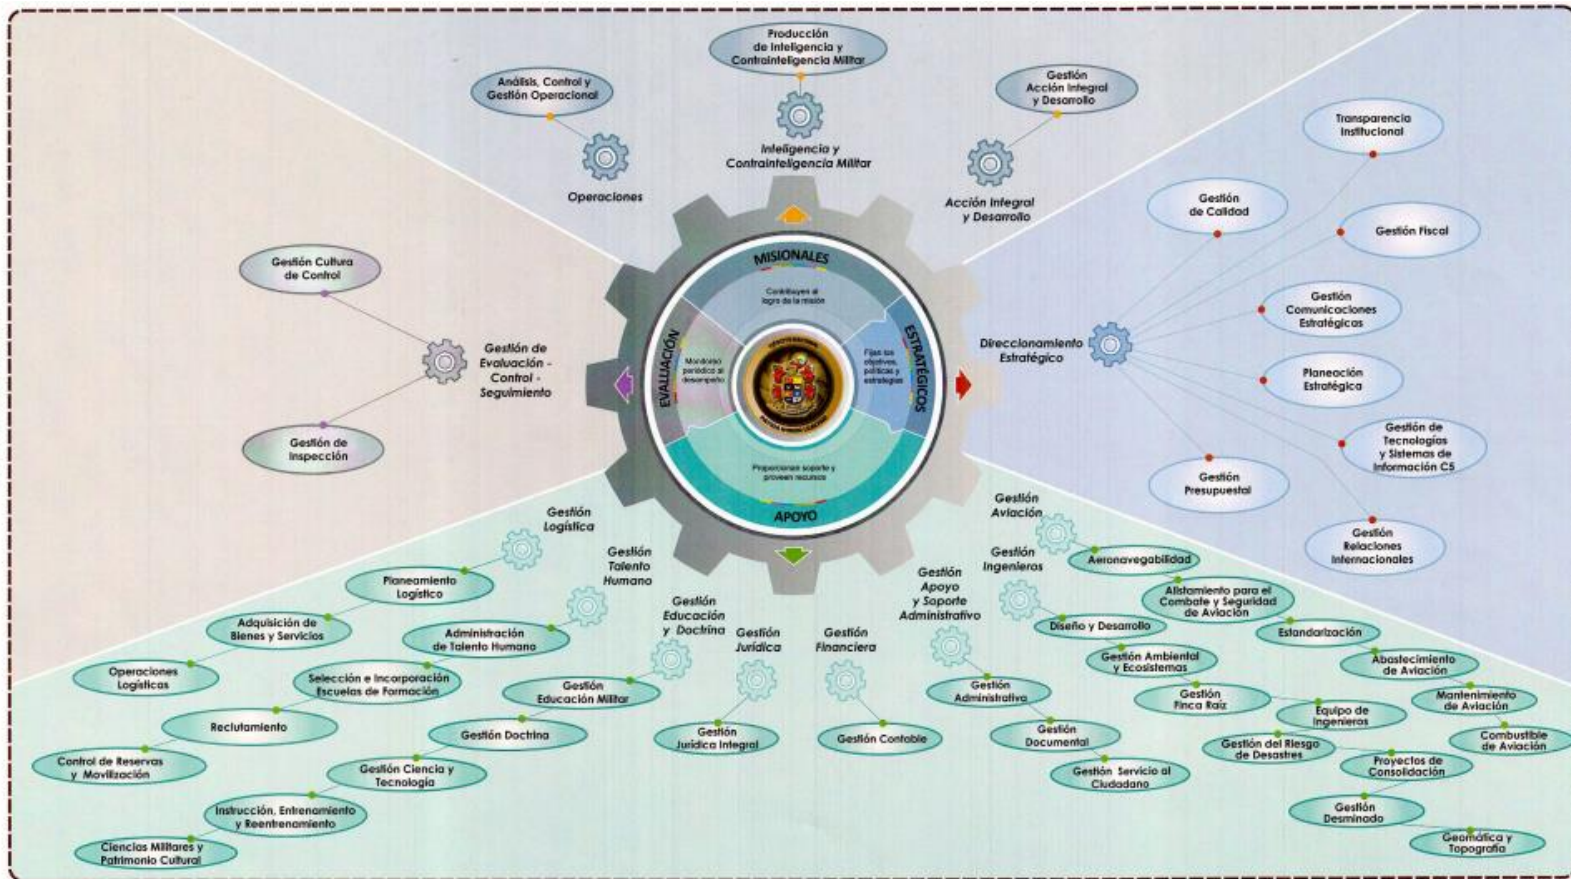 Producción
de Inteligencia y
Contrainteligencia Militar
Análisis, Control y
Gestión Operacional
Gestión
Acción Integral
y Desarrollo
Inteligencia y
Contrainteligencia Militar
Operaciones
Acción Integral
y Desarrollo
Transparencia
Institucional
Gestión
de Calidad
Gestión Fiscal
Gestión
Comunicaciones
Estratégicas
Direccionamiento
Estratégico
Planeación
Estratégica
Gestión de
Tecnologías
y Sistemas de
Información C5
Gestión
Presupuestal
Gestión
Relaciones
Internacionales
Gestión Cultura
de Control
Gestión de
Evaluación -
Control -
Seguimiento
Gestión de
Inspección
MISIONALES
Contribuyen al
logro de la misión
EVALUACIÓN
Monitoreo
periódico al
desempeño
ESTRATÉGICOS
Fijan los
objetivos,
políticas y
estrategias
Proporcionan soporte y
proveen recursos
APOYO
Gestión
Logística
Planeamiento
Logístico
Adquisición de
Bienes y Servicios
Operaciones
Logísticas
Gestión
Talento
Humano
Administración
de Talento Humano
Selección e Incorporación
Escuelas de Formación
Reclutamiento
Control de Reservas
y Movilización
Gestión
Educación
y Doctrina
Gestión
Educación Militar
Gestión Doctrina
Gestión Ciencia y
Tecnología
Instrucción, Entrenamiento
y Reentrenamiento
Ciencias Militares y
Patrimonio Cultural
Gestión
Jurídica
Gestión
Jurídica Integral
Gestión
Financiera
Gestión Contable
Gestión
Apoyo
y Soporte
Administrativo
Gestión
Administrativa
Gestión
Documental
Gestión Servicio al
Ciudadano
Gestión
Ingenieros
Diseño y Desarrollo
Gestión Ambiental
y Ecosistemas
Gestión
Finca Raíz
Equipo de
Ingenieros
Gestión del Riesgo
de Desastres
Proyectos de
Consolidación
Gestión
Desminado
Geomática y
Topografía
Gestión
Aviación
Aeronavegabilidad
Alistamiento para el
Combate y Seguridad
de Aviación
Estandarización
Abastecimiento
de Aviación
Mantenimiento
de Aviación
Combustible
de Aviación